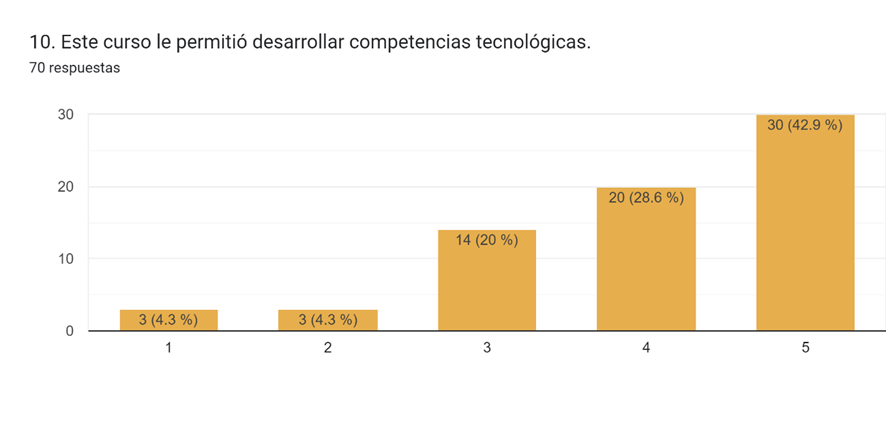 10. Este curso le permitió desarrollar competencias tecnológicas.
70 respuestas
30
20
10
0
3 (4.3 %)
3 (4.3 %)
14 (20 %)
20 (28.6 %)
30 (42.9 %)
1 2 3 4 5